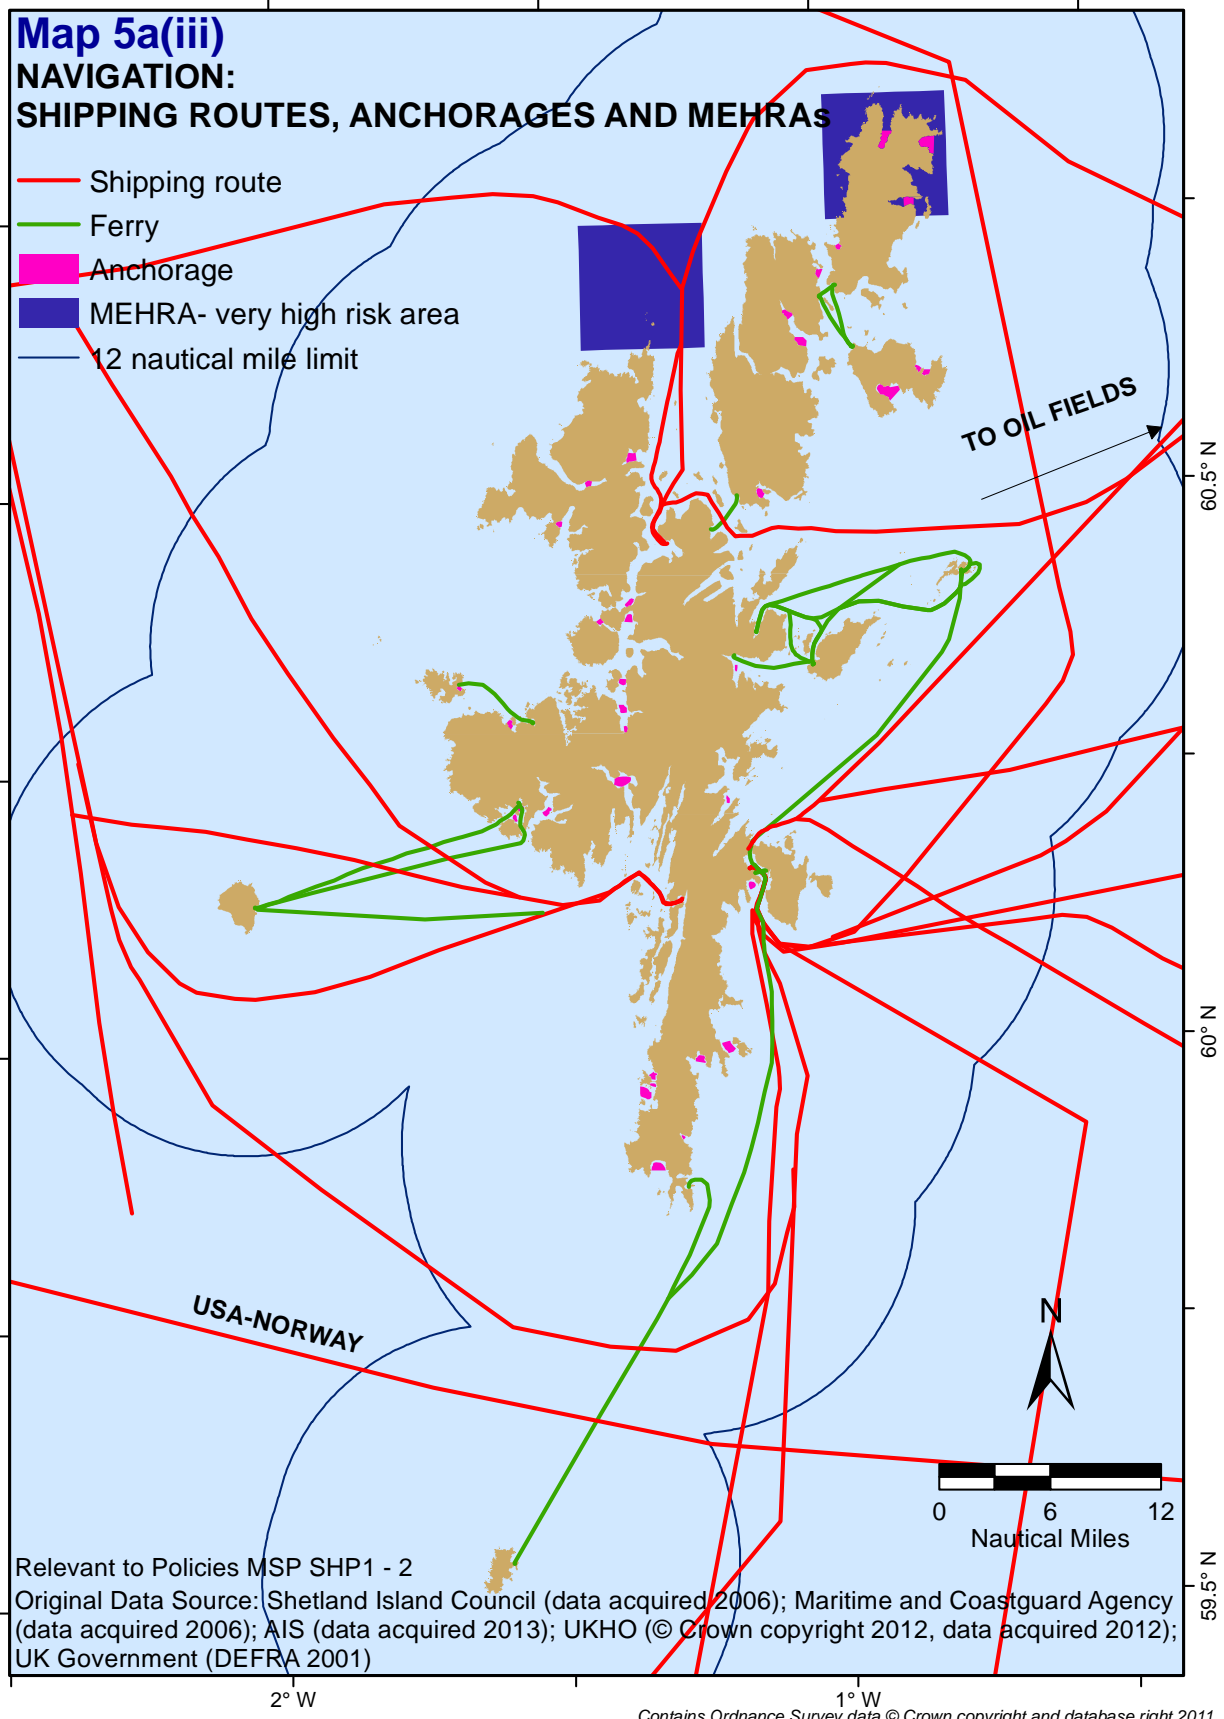 Map 5a(iii)
NAVIGATION:
SHIPPING ROUTES, ANCHORAGES AND MEHRAs
Shipping route
Ferry
Anchorage
MEHRA- very high risk area
12 nautical mile limit
TO OIL FIELDS
60.5° N
60° N
USA-NORWAY
N
0 6 12
Nautical Miles
59.5° N
Relevant to Policies MSP SHP1 - 2
Original Data Source: Shetland Island Council (data acquired 2006); Maritime and Coastguard Agency
(data acquired 2006); AIS (data acquired 2013); UKHO (© Crown copyright 2012, data acquired 2012);
UK Government (DEFRA 2001)
2° W 1° W
Contains Ordnance Survey data © Crown copyright and database right 2011